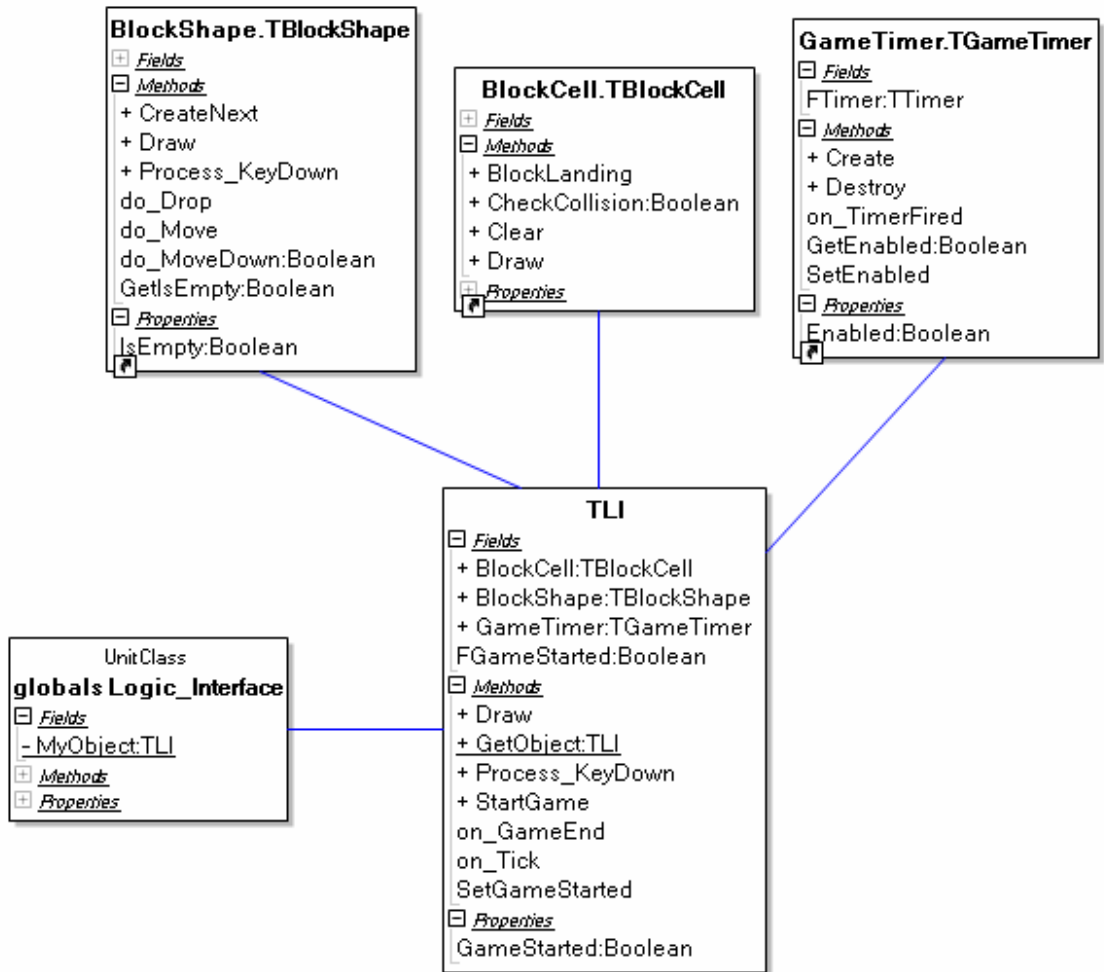 BlockShape.TBlockShape
Fields
Methods
+ CreateNext
+ Draw
+ Process_KeyDown
do_Drop
do_Move
do_MoveDown:Boolean
GetIsEmpty:Boolean
Properties
IsEmpty:Boolean
BlockCell.TBlockCell
Fields
Methods
+ BlockLanding
+ CheckCollision:Boolean
+ Clear
+ Draw
Properties
GameTimer.TGameTimer
Fields
FTimer:TTimer
Methods
+ Create
+ Destroy
on_TimerFired
GetEnabled:Boolean
SetEnabled
Properties
Enabled:Boolean
UnitClass
globals Logic_Interface
Fields
- MyObject:TLI
Methods
Properties
TLI
Fields
+ BlockCell:TBlockCell
+ BlockShape:TBlockShape
+ GameTimer:TGameTimer
FGameStarted:Boolean
Methods
+ Draw
+ GetObject:TLI
+ Process_KeyDown
+ StartGame
on_GameEnd
on_Tick
SetGameStarted
Properties
GameStarted:Boolean